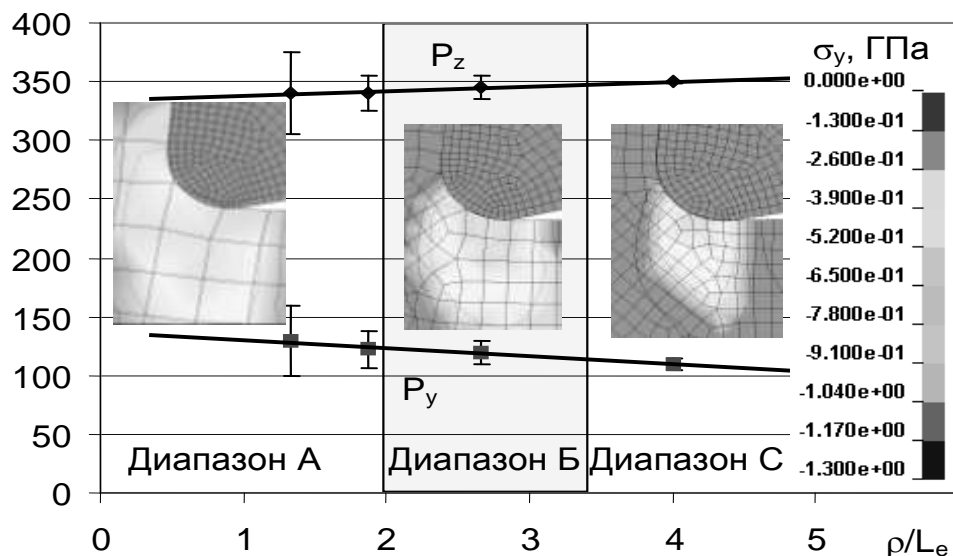 400
350
300
250
200
150
100
50
0
P_z
P_y
Диапазон А
Диапазон Б
Диапазон С
0 1 2 3 4 5 ρ/L_e
σ_y, ГПа
0.000e+00
-1.300e-01
-2.600e-01
-3.900e-01
-5.200e-01
-6.500e-01
-7.800e-01
-9.100e-01
-1.040e+00
-1.170e+00
-1.300e+00